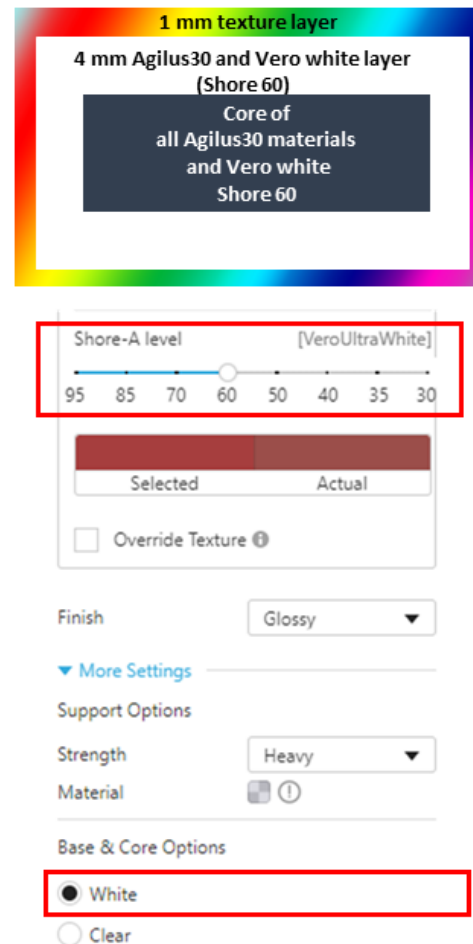 1 mm texture layer
4 mm Agilus30 and Vero white layer
(Shore 60)
Core of
all Agilus30 materials
and Vero white
Shore 60
Shore-A level [VeroUltraWhite]
95 85 70 60 50 40 35 30
Selected Actual
Override Texture
Finish Glossy
More Settings
Support Options
Strength Heavy
Material
Base & Core Options
White
Clear